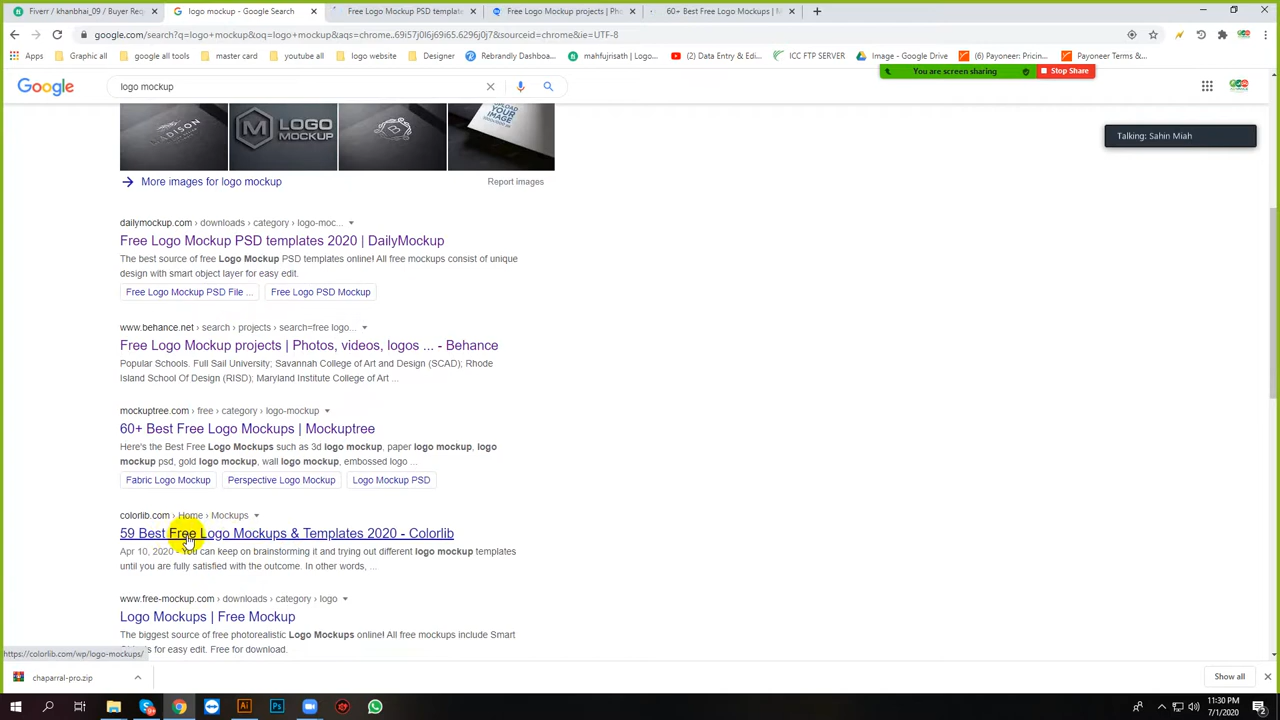 Fiverr / khanbhai_09 / Buyer Req
logo mockup - Google Search
Free Logo Mockup PSD templat
Free Logo Mockup projects | Pho
60+ Best Free Logo Mockups | M
google.com/search?q=logo+mockup&oq=logo+mockup&aqs=chrome..69i57j0l6j69i65.6296j0j7&sourceid=chrome&ie=UTF-8
Apps
Graphic all
google all tools
master card
youtube all
logo website
Designer
Rebrandly Dashboa...
mahfujrisath | Logo...
(2) Data Entry & Edi...
ICC FTP SERVER
Image - Google Drive
(6) Payoneer: Pricin...
Payoneer Terms &...
You are screen sharing
Stop Share
Google
logo mockup
Talking: Sahin Miah
MADISON
M LOGO MOCKUP
YOUR IMAGE
More images for logo mockup
Report images
dailymockup.com › downloads › category › logo-moc...
Free Logo Mockup PSD templates 2020 | DailyMockup
The best source of free Logo Mockup PSD templates online! All free mockups consist of unique
design with smart object layer for easy edit.
Free Logo Mockup PSD File ...
Free Logo PSD Mockup
www.behance.net › search › projects › search=free logo...
Free Logo Mockup projects | Photos, videos, logos ... - Behance
Popular Schools. Full Sail University; Savannah College of Art and Design (SCAD); Rhode
Island School Of Design (RISD); Maryland Institute College of Art ...
mockuptree.com › free › category › logo-mockup
60+ Best Free Logo Mockups | Mockuptree
Here's the Best Free Logo Mockups such as 3d logo mockup, paper logo mockup, logo
mockup psd, gold logo mockup, wall logo mockup, embossed logo ...
Fabric Logo Mockup
Perspective Logo Mockup
Logo Mockup PSD
colorlib.com › Home › Mockups
59 Best Free Logo Mockups & Templates 2020 - Colorlib
Apr 10, 2020 - You can keep on brainstorming it and trying out different logo mockup templates
until you are fully satisfied with the outcome. In other words, ...
www.free-mockup.com › downloads › category › logo
Logo Mockups | Free Mockup
The biggest source of free photorealistic Logo Mockups online! All free mockups include Smart
s for easy edit. Free for download.
https://colorlib.com/wp/logo-mockups/
chaparral-pro.zip
Show all
Ai
Ps
11:30 PM
7/1/2020
2